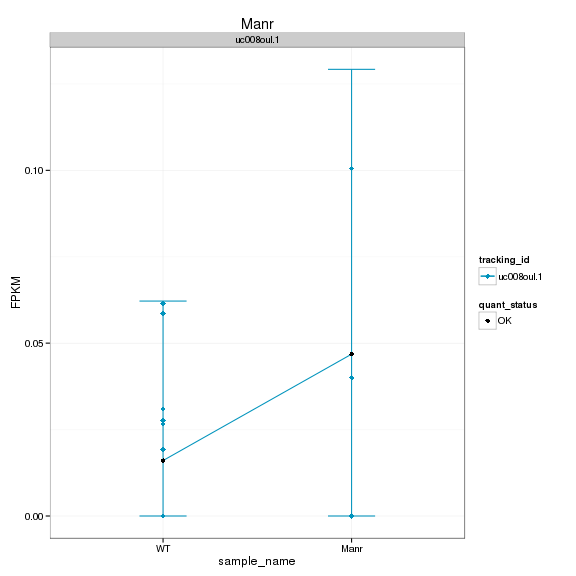 Manr
uc008oul.1
0.10
0.05
0.00
FPKM
WT
Manr
sample_name
tracking_id
uc008oul.1
quant_status
OK